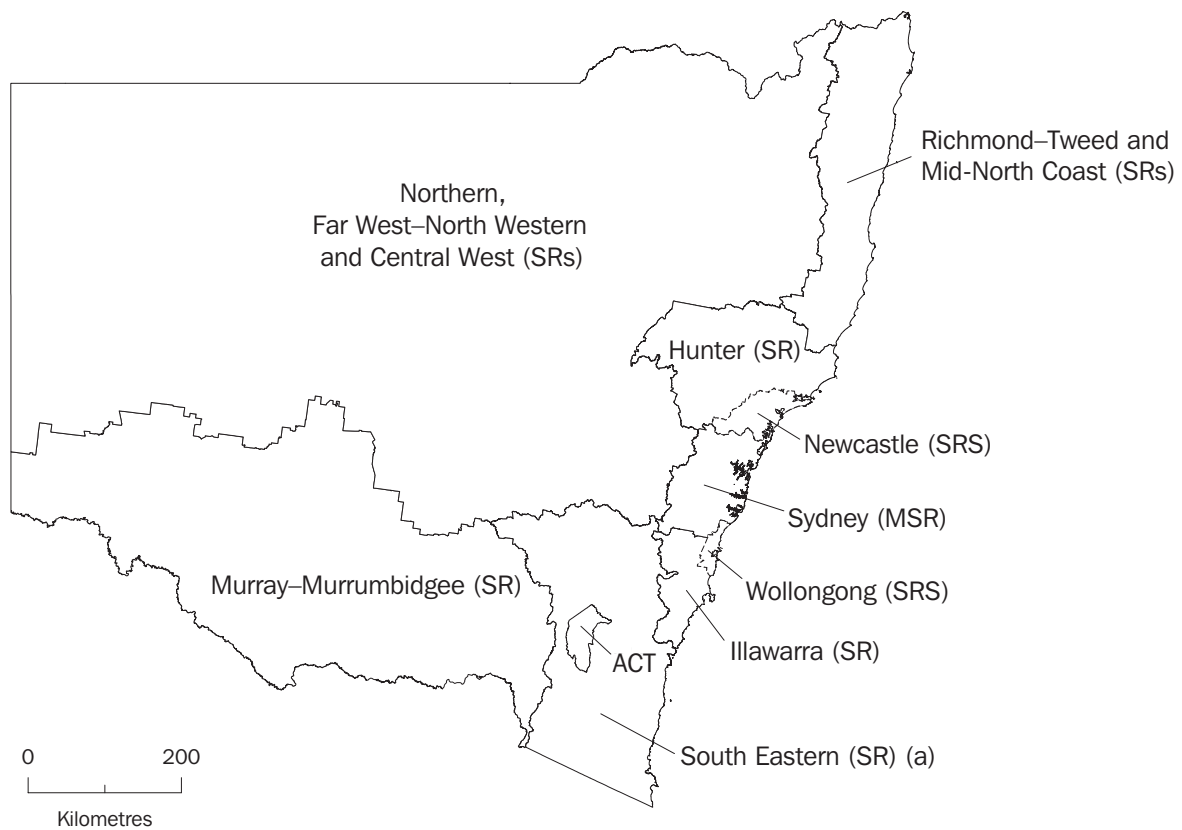 Richmond–Tweed and
Mid-North Coast (SRs)
Northern,
Far West–North Western
and Central West (SRs)
Hunter (SR)
Newcastle (SRS)
Sydney (MSR)
Murray–Murrumbidgee (SR)
Wollongong (SRS)
Illawarra (SR)
ACT
South Eastern (SR) (a)
0 200
Kilometres